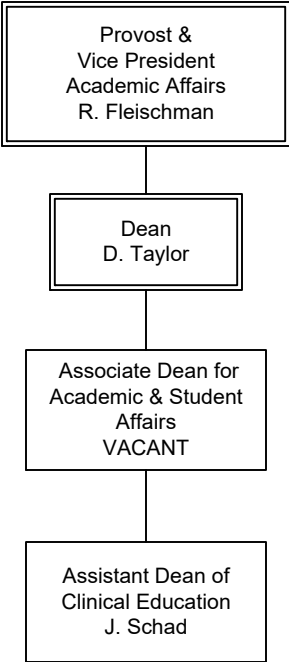 Provost &
Vice President
Academic Affairs
R. Fleischman
Dean
D. Taylor
Associate Dean for
Academic & Student
Affairs
VACANT
Assistant Dean of
Clinical Education
J. Schad